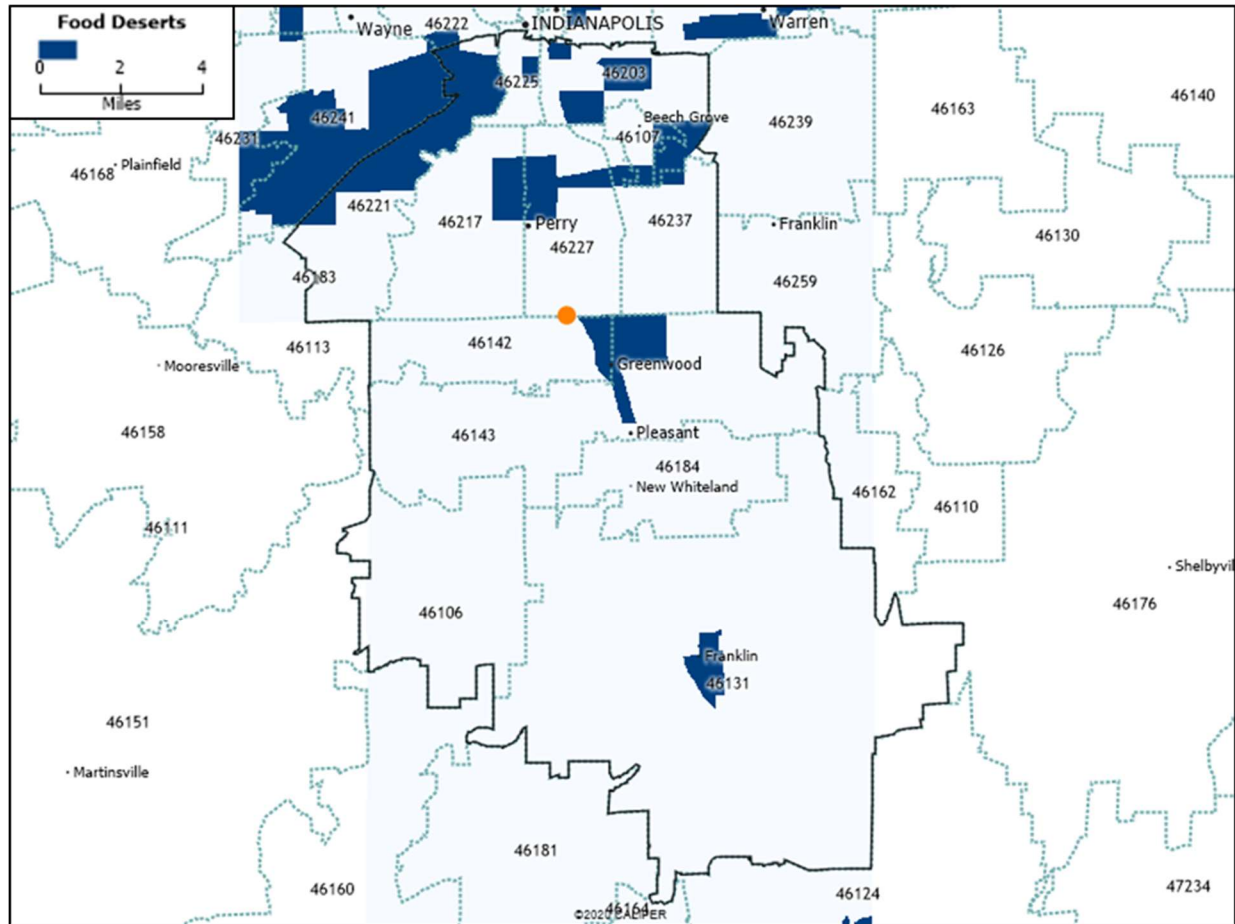 Food Deserts
0 2 4
Miles
Wayne
46222
INDIANAPOLIS
Warren
46225
46203
46241
46231
Beech Grove
46107
46239
46163
46140
46168
Plainfield
46221
46217
Perry
46227
46237
Franklin
46130
46183
46259
46113
46142
Mooresville
Greenwood
46126
46158
46143
Pleasant
46184
New Whiteland
46162
46110
46111
Shelbyvil
46106
46176
Franklin
46131
46151
Martinsville
46181
46160
46164
46124
47234
©2020 CALIPER